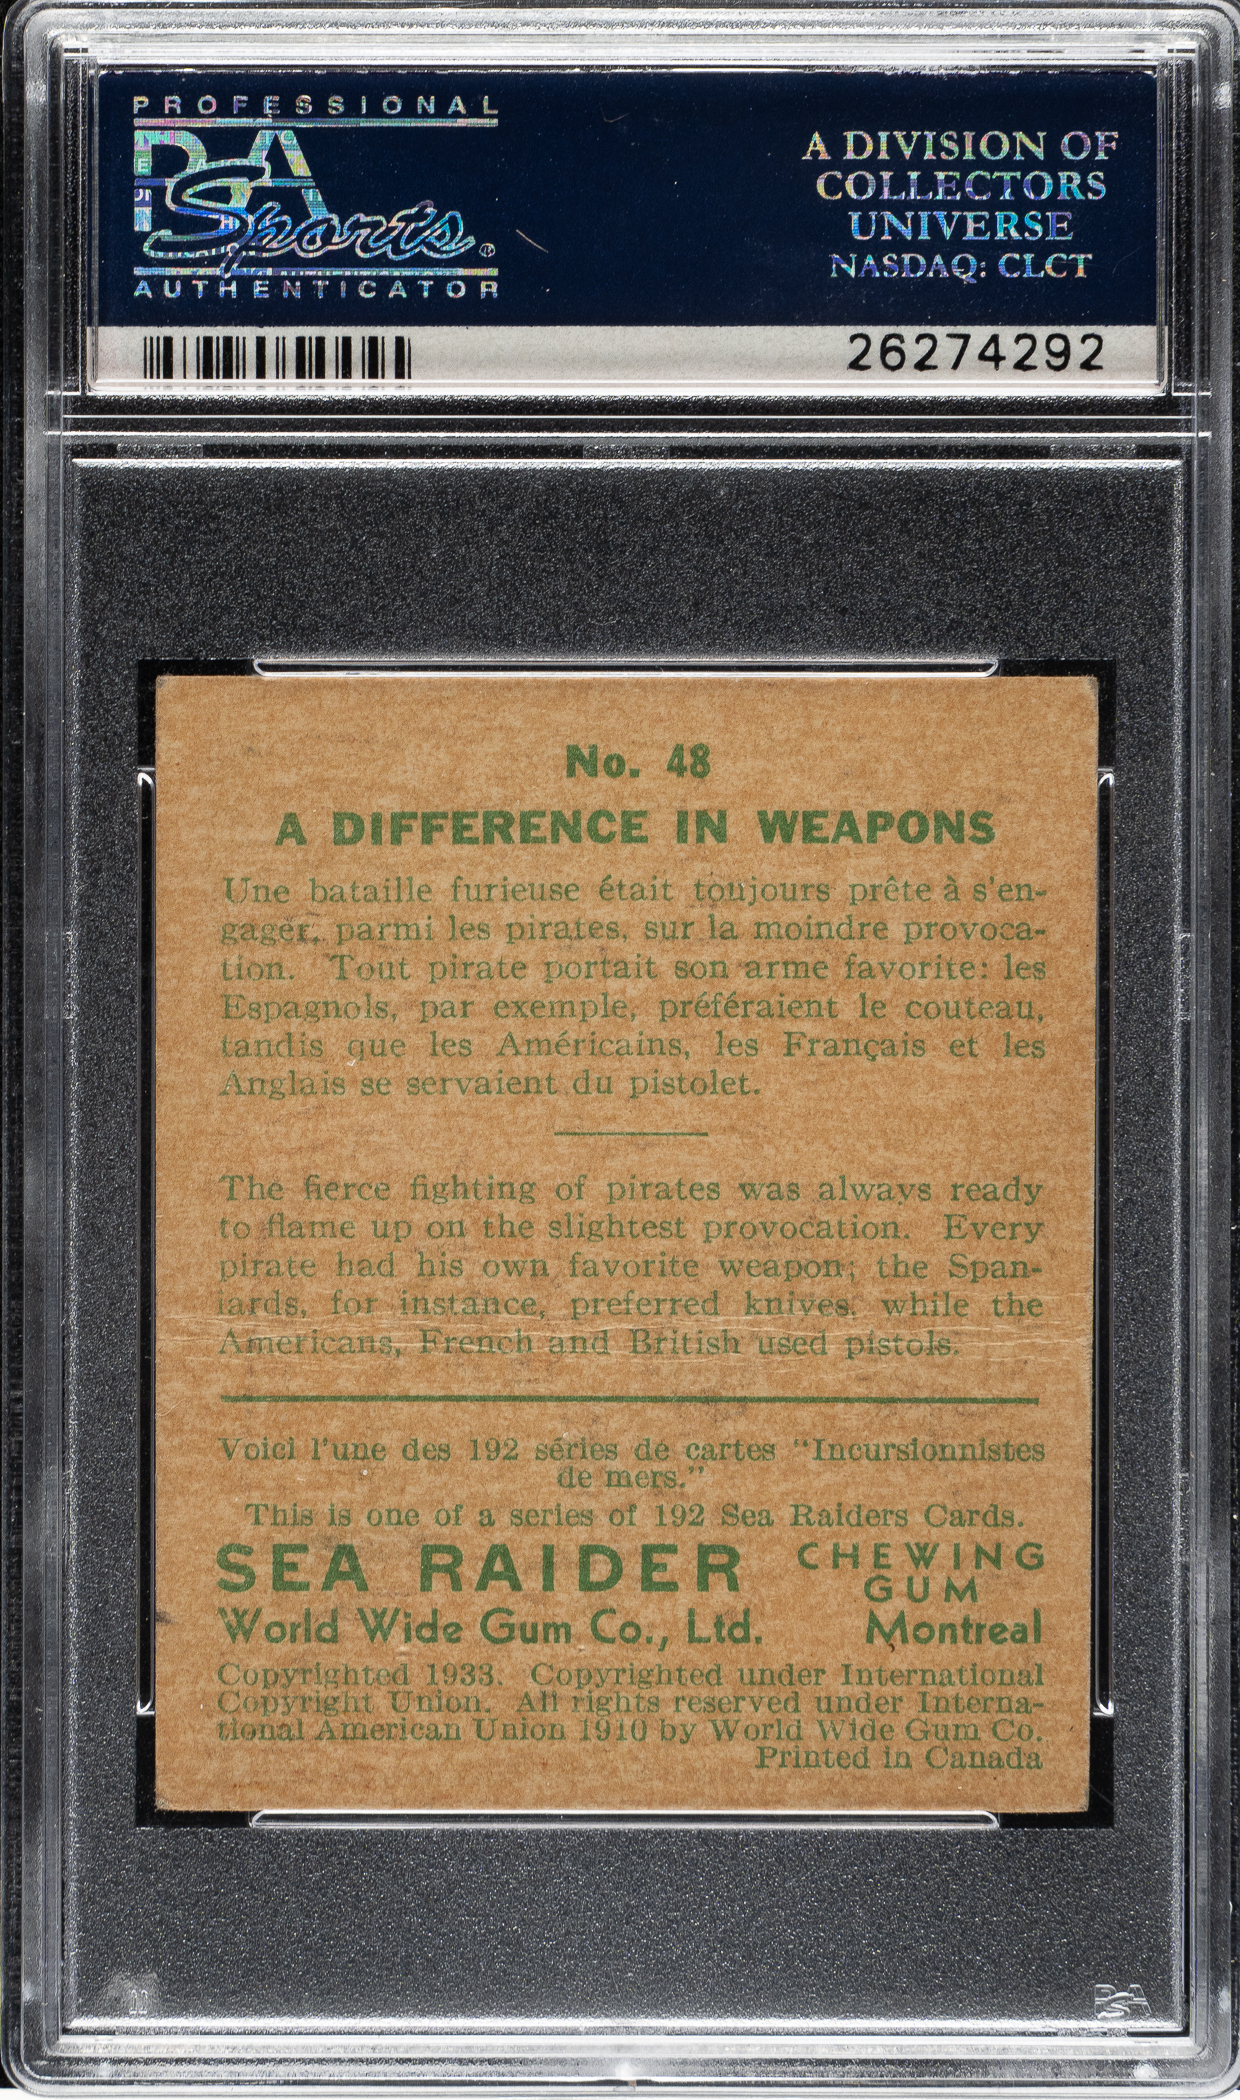 PROFESSIONAL
PSA
Sports
AUTHENTICATOR
A DIVISION OF
COLLECTORS
UNIVERSE
NASDAQ: CLCT
26274292
No. 48
A DIFFERENCE IN WEAPONS
Une bataille furieuse était toujours prête à s'en-
gager, parmi les pirates, sur la moindre provoca-
tion. Tout pirate portait son arme favorite: les
Espagnols, par exemple, préféraient le couteau,
tandis que les Américains, les Français et les
Anglais se servaient du pistolet.
The fierce fighting of pirates was always ready
to flame up on the slightest provocation. Every
pirate had his own favorite weapon; the Span-
iards, for instance, preferred knives, while the
Americans, French and British used pistols.
Voici l'une des 192 séries de cartes "Incursionnistes
de mers."
This is one of a series of 192 Sea Raiders Cards.
SEA RAIDER CHEWING
GUM
World Wide Gum Co., Ltd. Montreal
Copyrighted 1933. Copyrighted under International
Copyright Union. All rights reserved under Interna-
tional American Union 1910 by World Wide Gum Co.
Printed in Canada
PSA